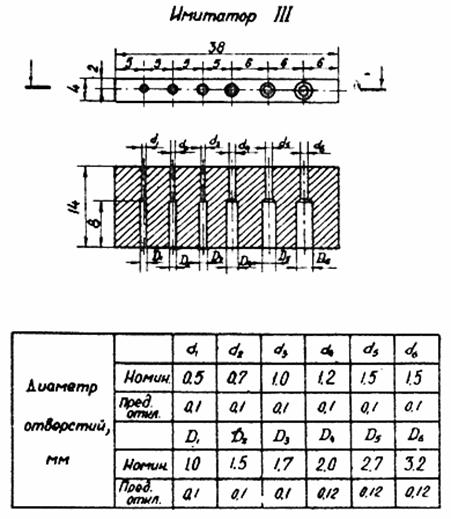 Имитатор III
38
5 5 5 5 6 6 6
2
4
d₁ d₂ d₃ d₄ d₅ d₆
14
8
D₁ D₂ D₃ D₅ D₆
d₁ d₂ d₃ d₄ d₅ d₆
Номин. 0.5 0.7 1.0 1.2 1.5 1.5
Диаметр
Пред. откл. 0,1 0,1 0,1 0,1 0,1 0,1
отверстий,
D₁ D₂ D₃ D₄ D₅ D₆
мм
Номин. 1.0 1.5 1.7 2.0 2.7 3.2
Пред. откл. 0,1 0,1 0,1 0,12 0,12 0,12